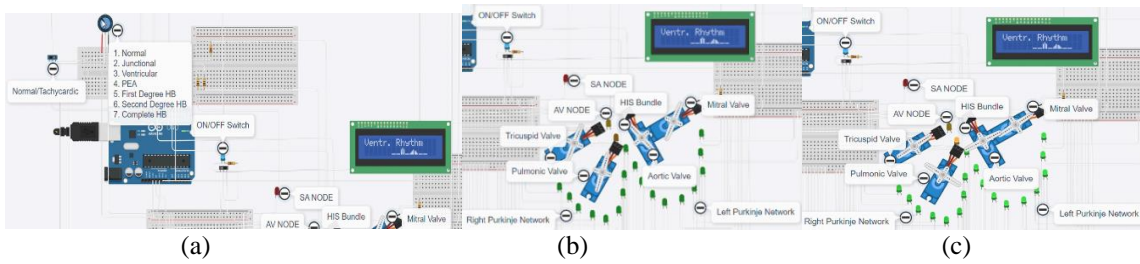 1. Normal
2. Junctional
3. Ventricular
4. PEA
5. First Degree HB
6. Second Degree HB
7. Complete HB
Normal/Tachycardic
ON/OFF Switch
Ventr. Rhythm
SA NODE
AV NODE
HIS Bundle
Mitral Valve
(a)
ON/OFF Switch
Ventr. Rhythm
SA NODE
AV NODE
HIS Bundle
Mitral Valve
Tricuspid Valve
Pulmonic Valve
Aortic Valve
Right Purkinje Network
Left Purkinje Network
(b)
ON/OFF Switch
Ventr. Rhythm
SA NODE
AV NODE
HIS Bundle
Mitral Valve
Tricuspid Valve
Pulmonic Valve
Aortic Valve
Right Purkinje Network
Left Purkinje Network
(c)